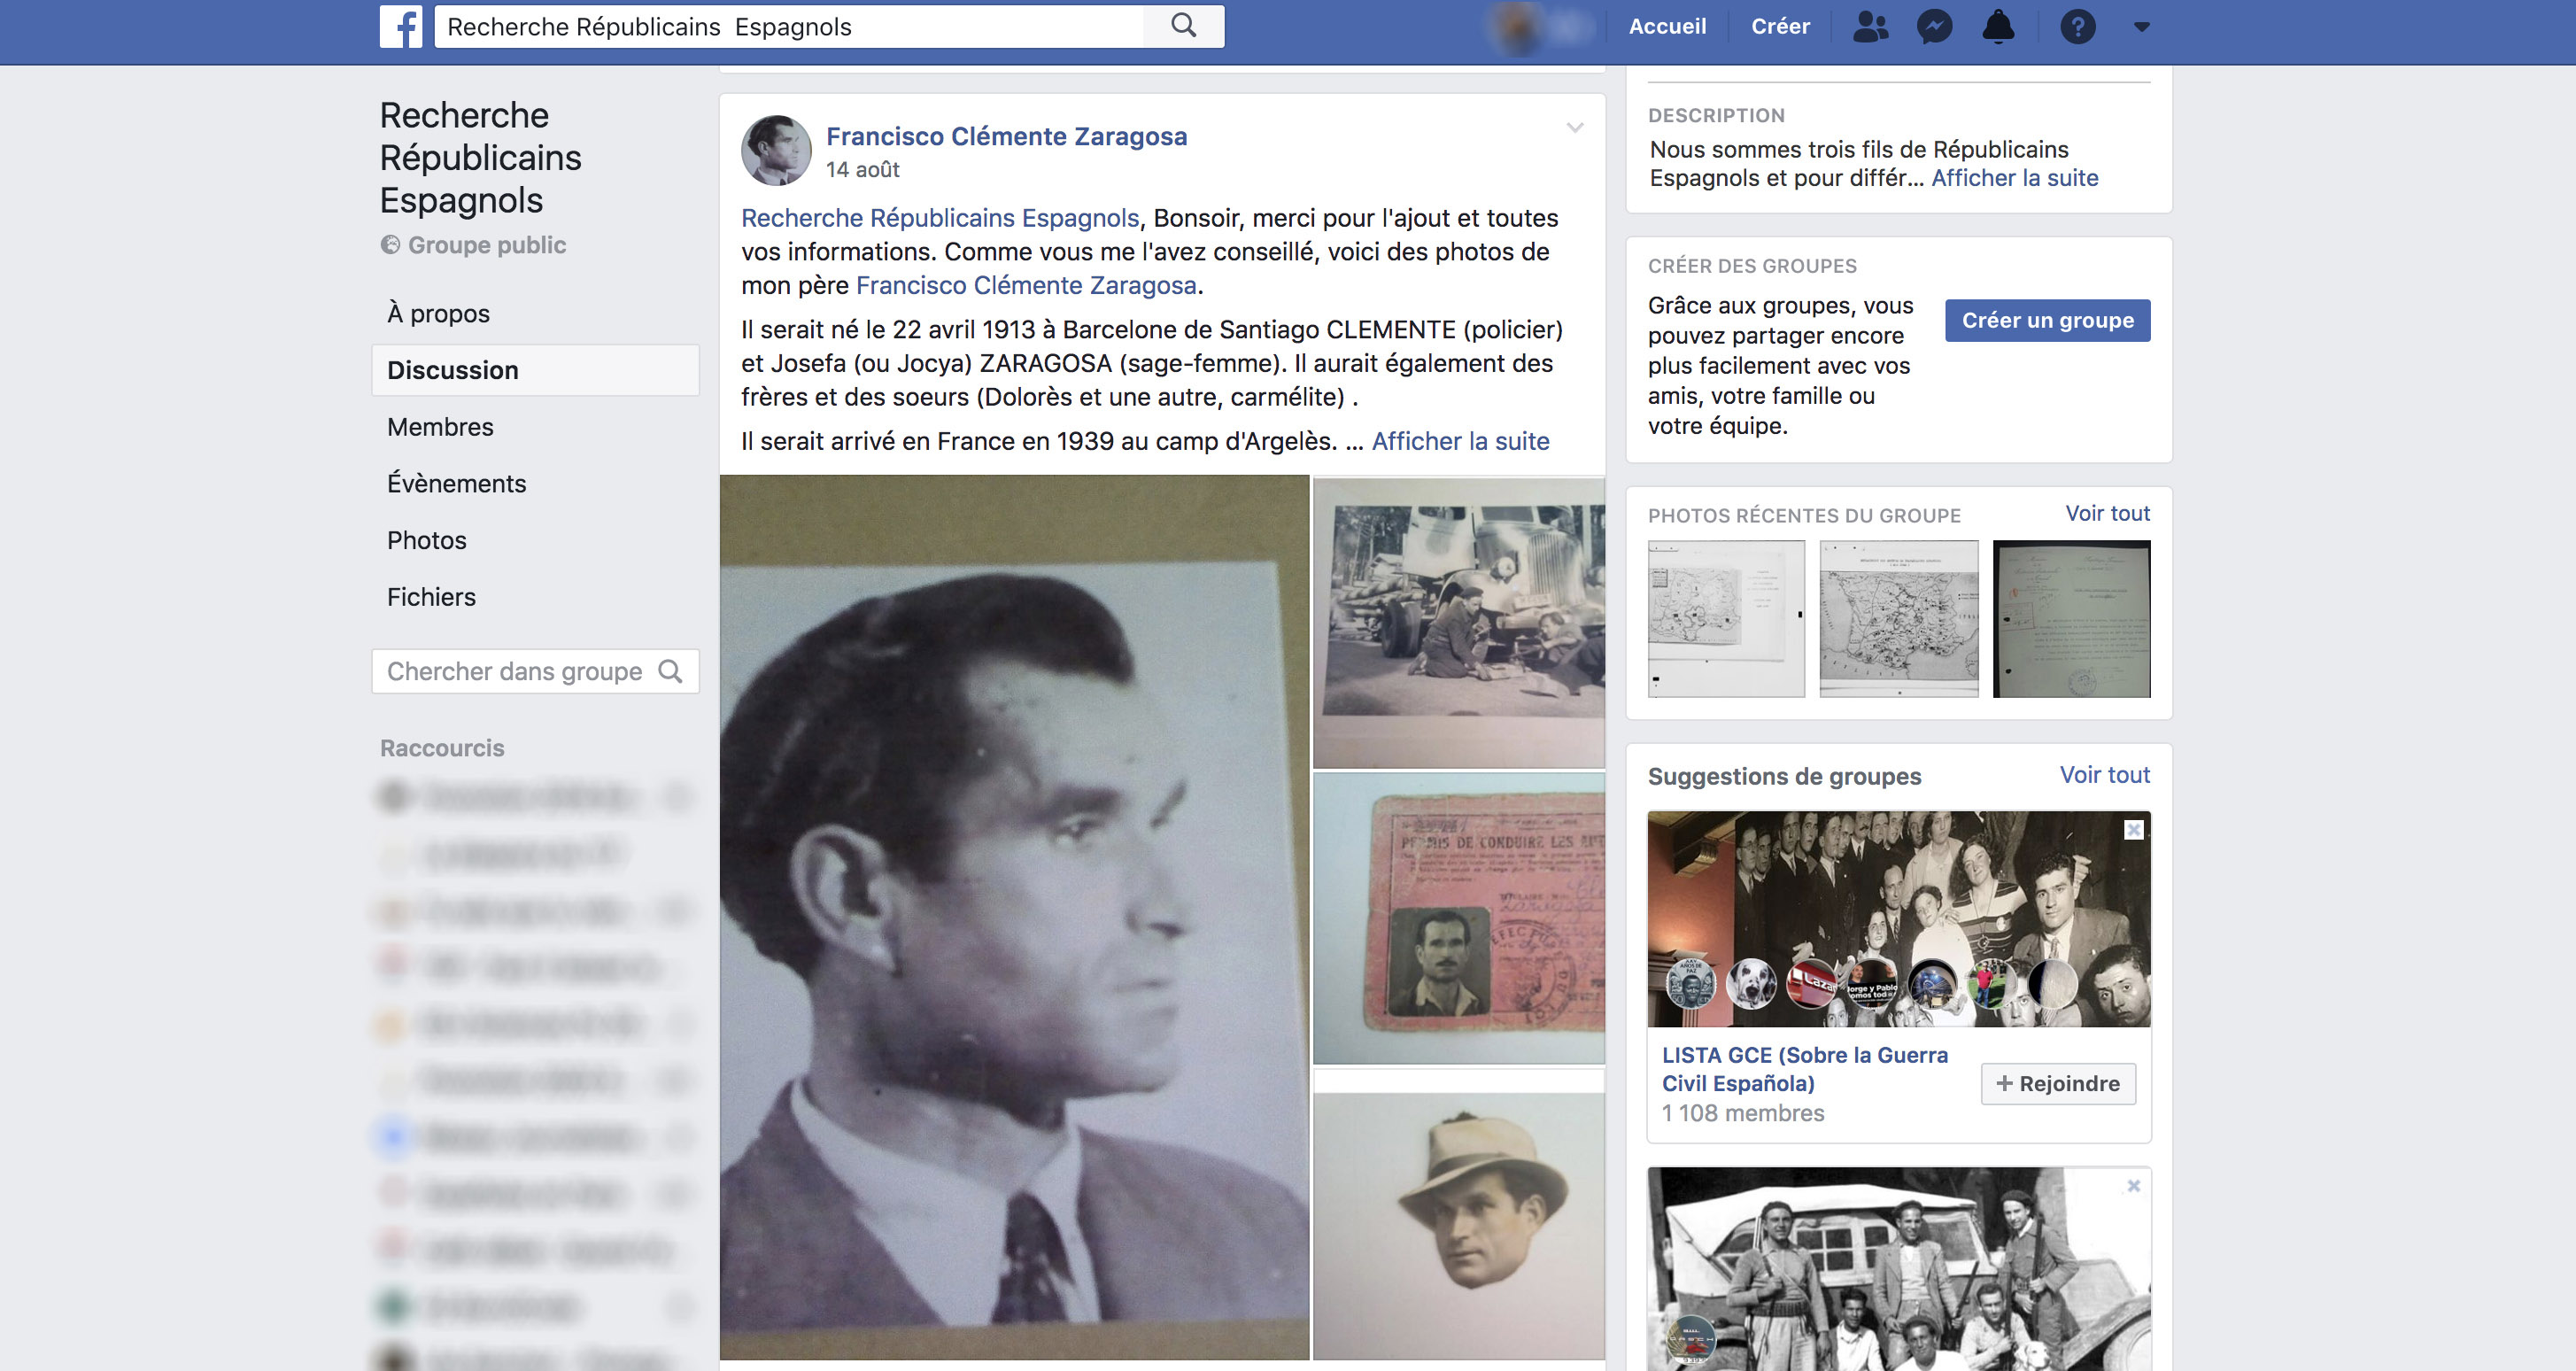 Recherche Républicains  Espagnols
Accueil
Créer
Recherche
Républicains
Espagnols
Groupe public
À propos
Discussion
Membres
Évènements
Photos
Fichiers
Chercher dans groupe
Raccourcis
Francisco Clémente Zaragosa
14 août
Recherche Républicains Espagnols, Bonsoir, merci pour l'ajout et toutes
vos informations. Comme vous me l'avez conseillé, voici des photos de
mon père Francisco Clémente Zaragosa.
Il serait né le 22 avril 1913 à Barcelone de Santiago CLEMENTE (policier)
et Josefa (ou Jocya) ZARAGOSA (sage-femme). Il aurait également des
frères et des soeurs (Dolorès et une autre, carmélite) .
Il serait arrivé en France en 1939 au camp d'Argelès. ... Afficher la suite
DE CONDUIRE LES
DESCRIPTION
Nous sommes trois fils de Républicains
Espagnols et pour différ... Afficher la suite
CRÉER DES GROUPES
Grâce aux groupes, vous
pouvez partager encore
plus facilement avec vos
amis, votre famille ou
votre équipe.
Créer un groupe
PHOTOS RÉCENTES DU GROUPE
Voir tout
Suggestions de groupes
Voir tout
AÑOS DE
PAZ
Jorge y Pablo
LISTA GCE (Sobre la Guerra
Civil Española)
1 108 membres
+ Rejoindre